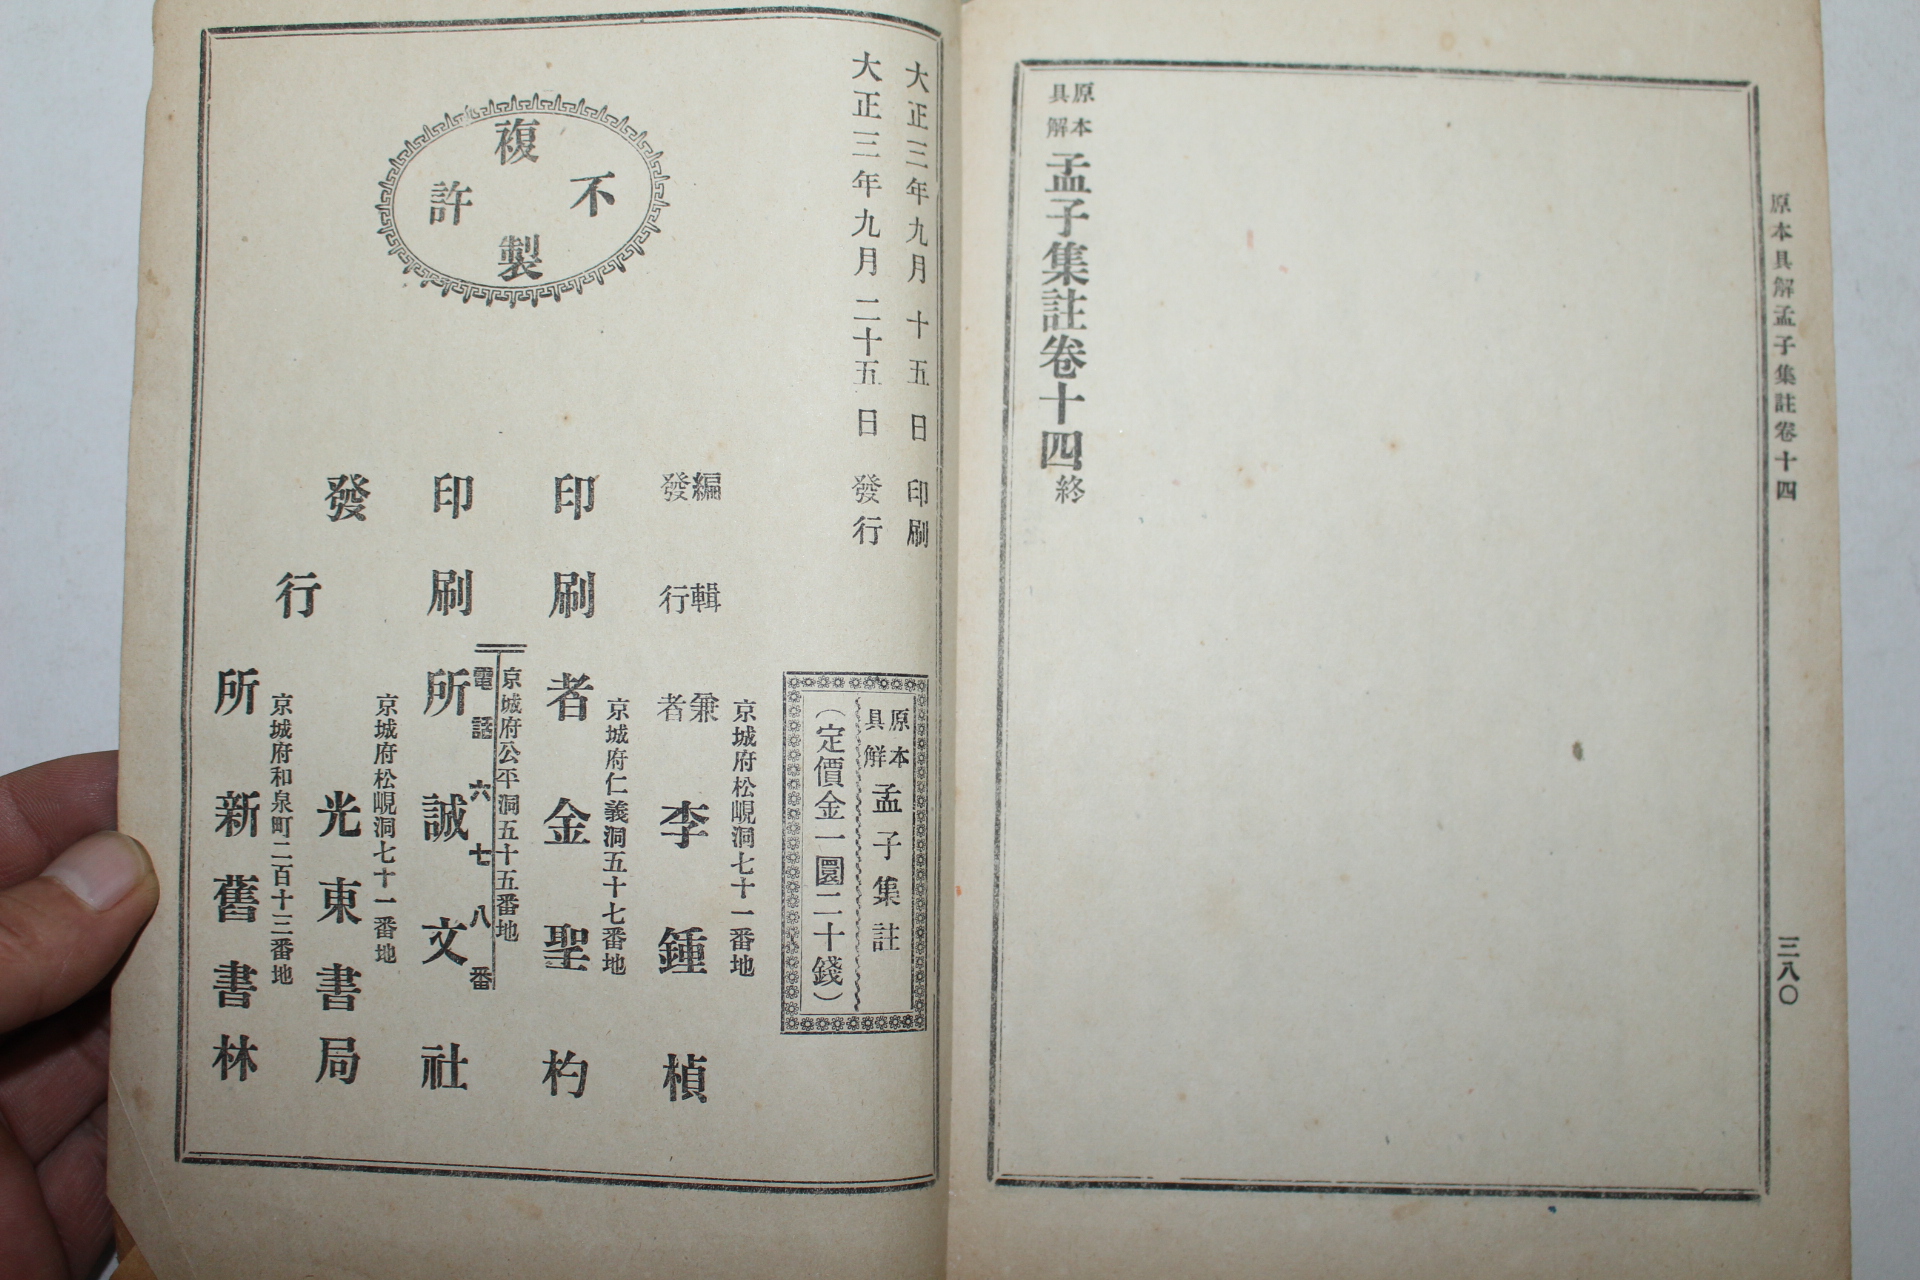 原本具解孟子集註卷十四
三八〇
原本具解 孟子集註卷十四終
大正三年九月十五日印刷
大正三年九月二十五日發行
不許複製
原本具解 孟子集註
(定價金一圜二十錢)
京城府松峴洞七十一番地
編輯兼發行者 李鍾楨
京城府仁義洞五十七番地
印刷者 金聖杓
京城府公平洞五十五番地
電話六七八番
印刷所 誠文社
京城府松峴洞七十一番地
光東書局
發行所
京城府和泉町二百十三番地
新舊書林